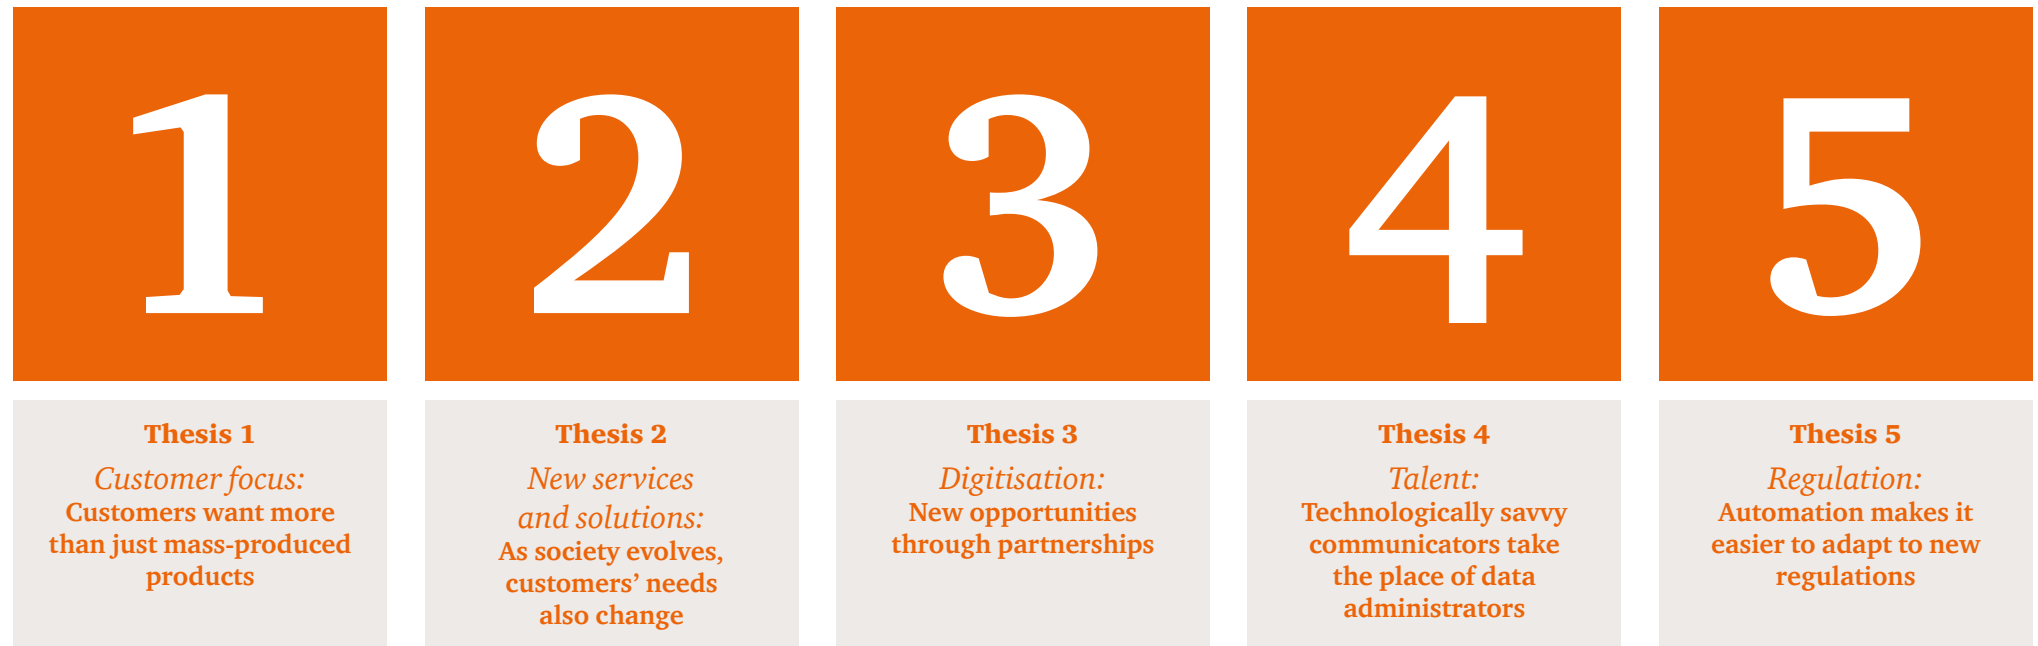 1
2
3
4
5
Thesis 1
Customer focus:
Customers want more
than just mass-produced
products
Thesis 2
New services
and solutions:
As society evolves,
customers’ needs
also change
Thesis 3
Digitisation:
New opportunities
through partnerships
Thesis 4
Talent:
Technologically savvy
communicators take
the place of data
administrators
Thesis 5
Regulation:
Automation makes it
easier to adapt to new
regulations